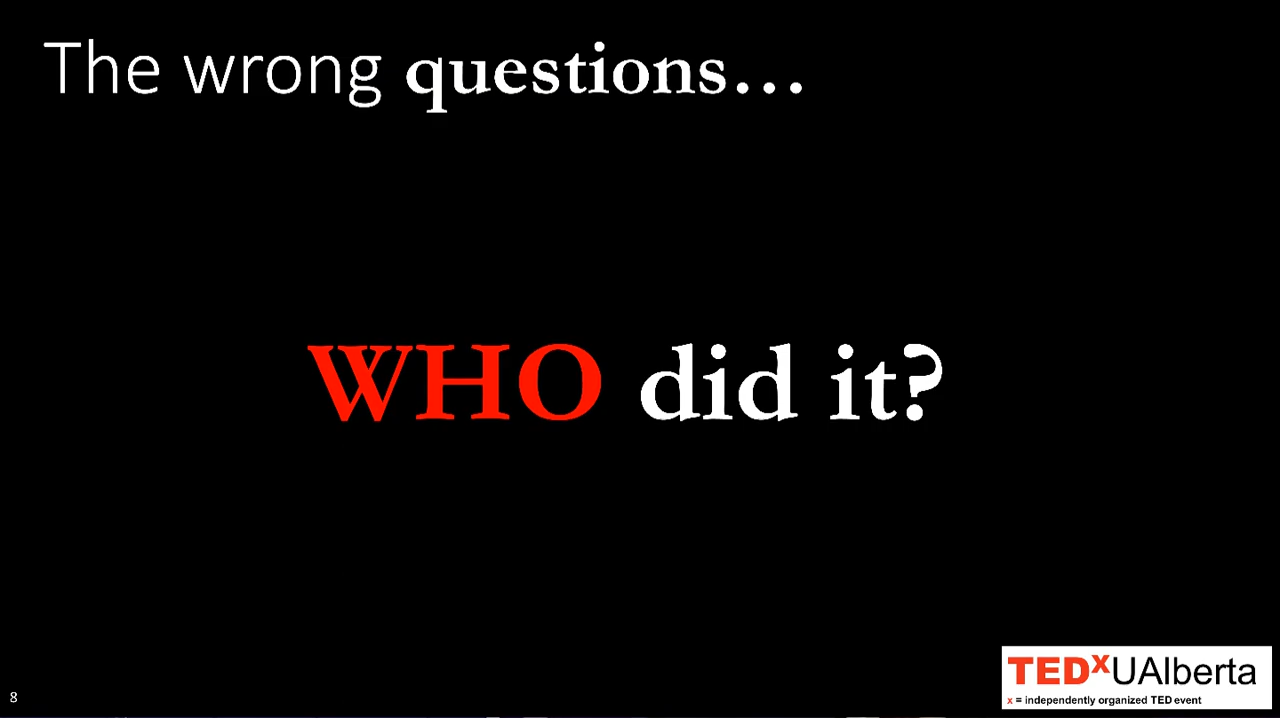 The wrong questions...
WHO did it?
8
TEDxUAlberta
x = independently organized TED event